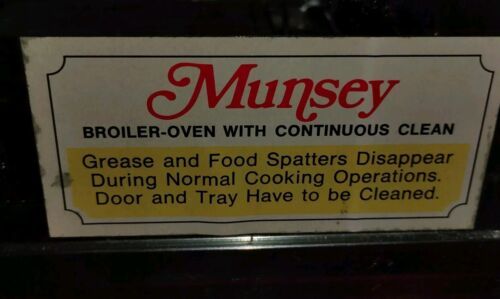 Munsey
BROILER-OVEN WITH CONTINUOUS CLEAN
Grease and Food Spatters Disappear
During Normal Cooking Operations.
Door and Tray Have to be Cleaned.